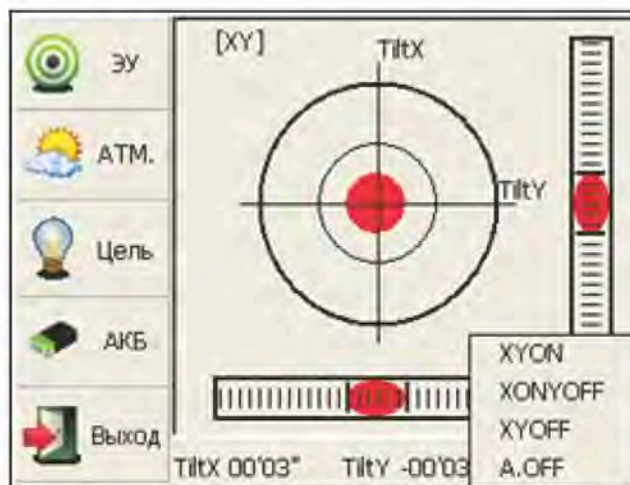 ЭУ
АТМ.
Цель
АКБ
Выход
[XY]
TiltX
TiltY
XYON
XONYOFF
XYOFF
A.OFF
TiltX 00'03" TiltY -00'03